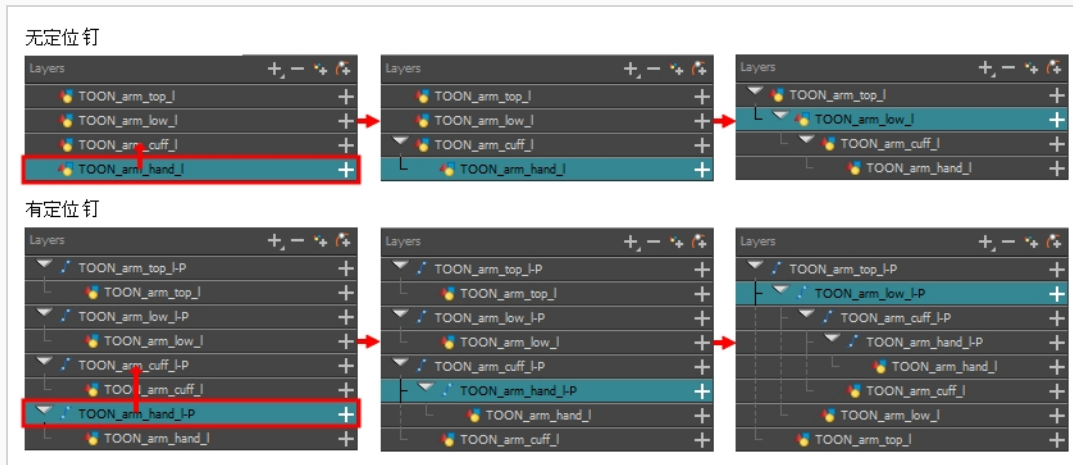 无定位钉
Layers
TOON_arm_top_l
TOON_arm_low_l
TOON_arm_cuff_l
TOON_arm_hand_l
Layers
TOON_arm_top_l
TOON_arm_low_l
TOON_arm_cuff_l
TOON_arm_hand_l
Layers
TOON_arm_top_l
TOON_arm_low_l
TOON_arm_cuff_l
TOON_arm_hand_l
有定位钉
Layers
TOON_arm_top_l-P
TOON_arm_top_l
TOON_arm_low_l-P
TOON_arm_low_l
TOON_arm_cuff_l-P
TOON_arm_cuff_l
TOON_arm_hand_l-P
TOON_arm_hand_l
Layers
TOON_arm_top_l-P
TOON_arm_top_l
TOON_arm_low_l-P
TOON_arm_low_l
TOON_arm_cuff_l-P
TOON_arm_hand_l-P
TOON_arm_hand_l
TOON_arm_cuff_l
Layers
TOON_arm_top_l-P
TOON_arm_low_l-P
TOON_arm_cuff_l-P
TOON_arm_hand_l-P
TOON_arm_hand_l
TOON_arm_cuff_l
TOON_arm_low_l
TOON_arm_top_l